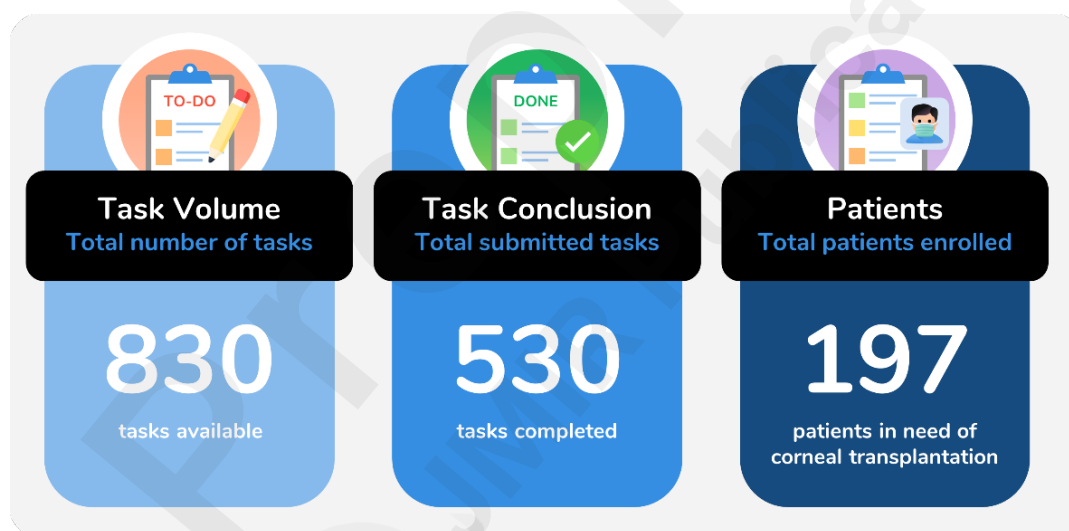 TO-DO
Task Volume
Total number of tasks
830
tasks available
DONE
Task Conclusion
Total submitted tasks
530
tasks completed
Patients
Total patients enrolled
197
patients in need of
corneal transplantation